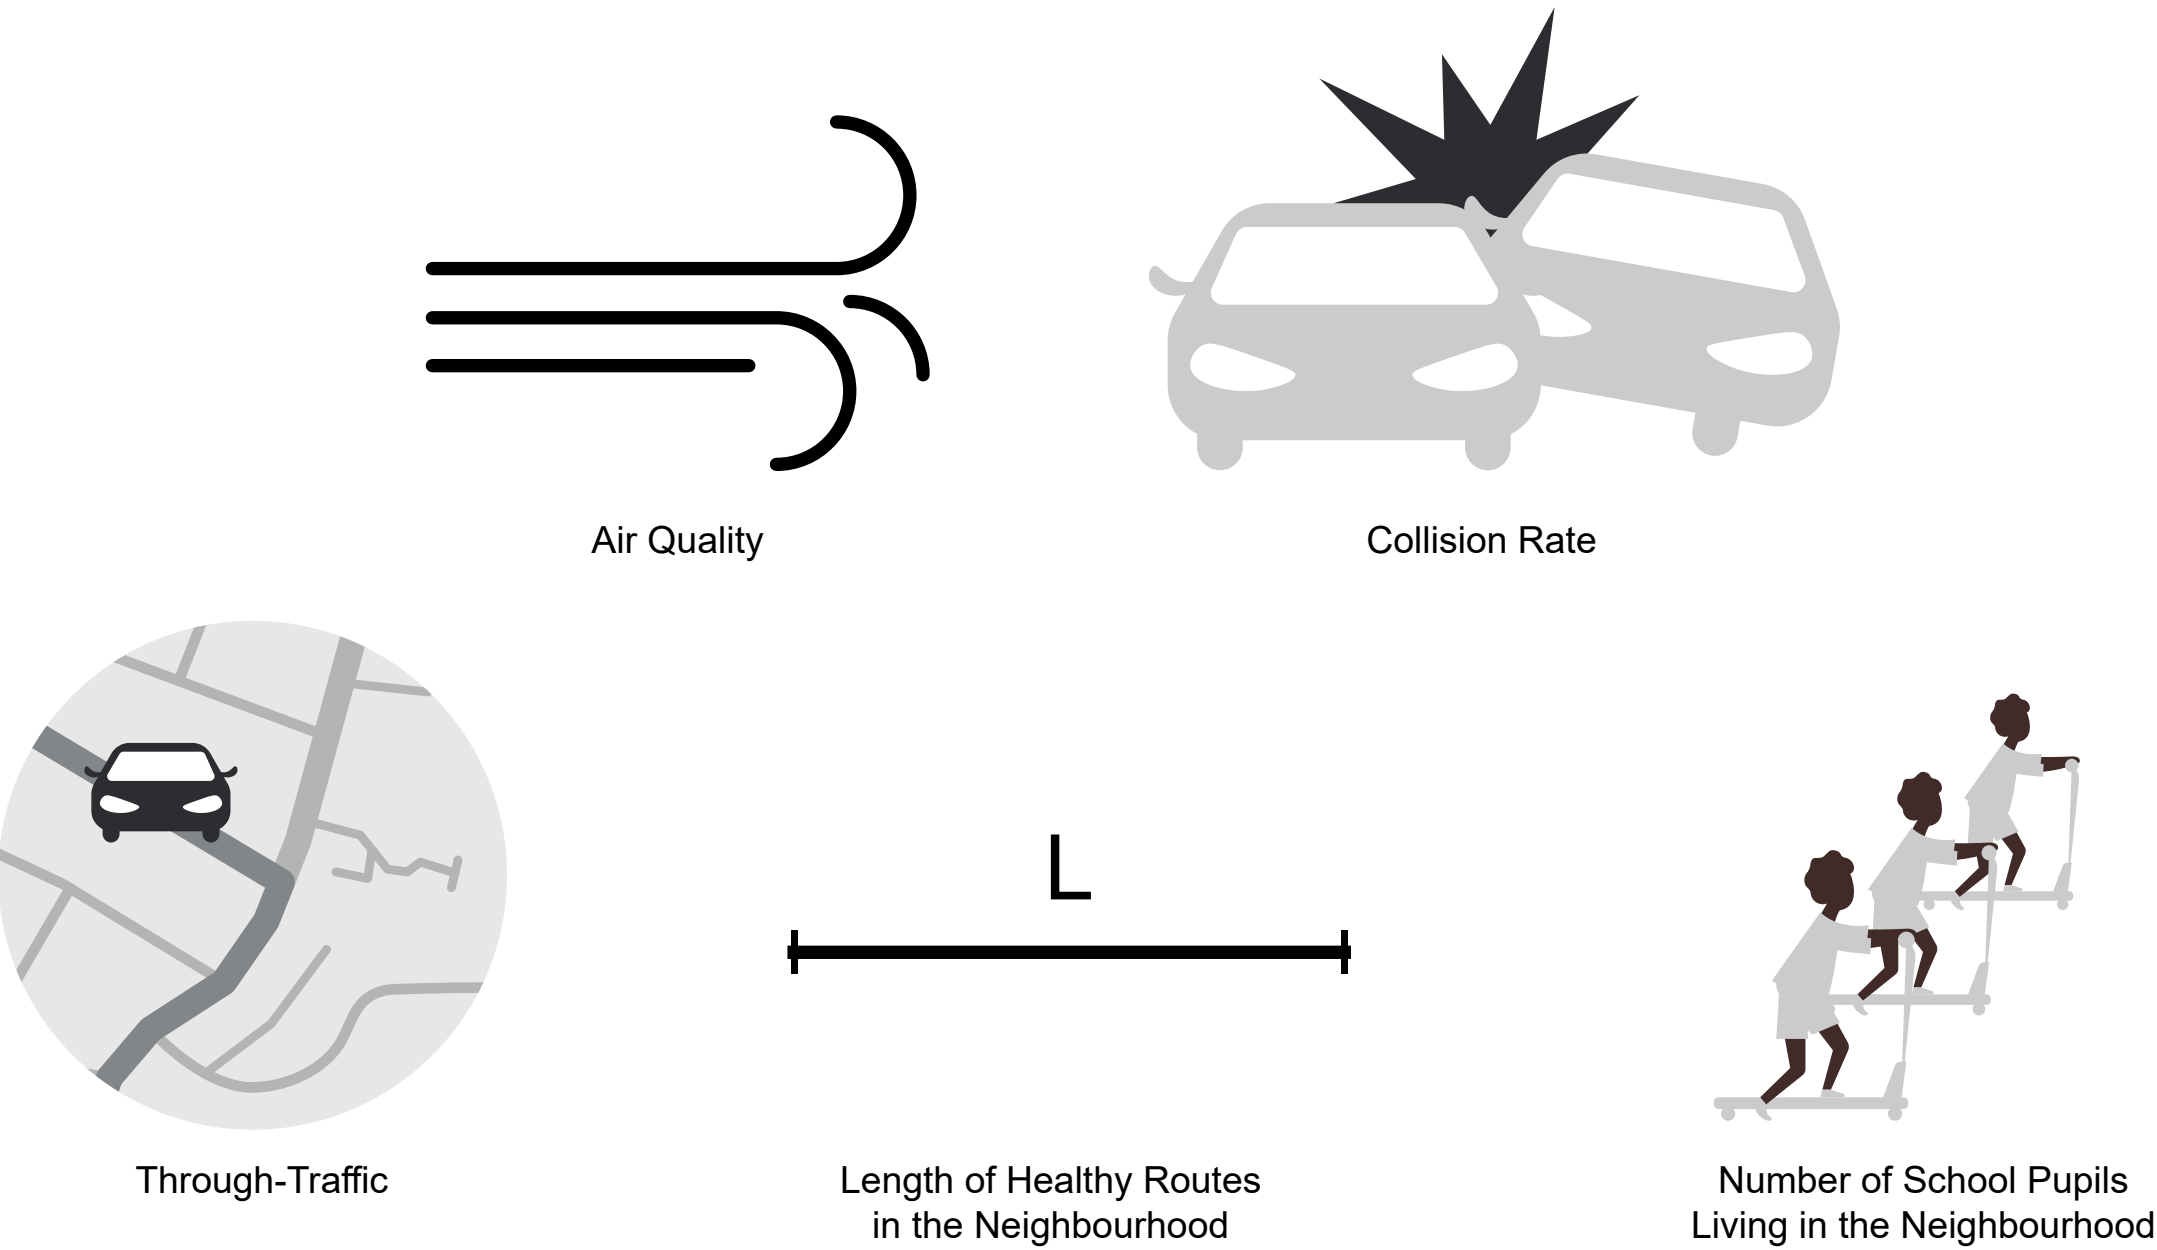 Air Quality
Collision Rate
Through-Traffic
L
Length of Healthy Routes
in the Neighbourhood
Number of School Pupils
Living in the Neighbourhood